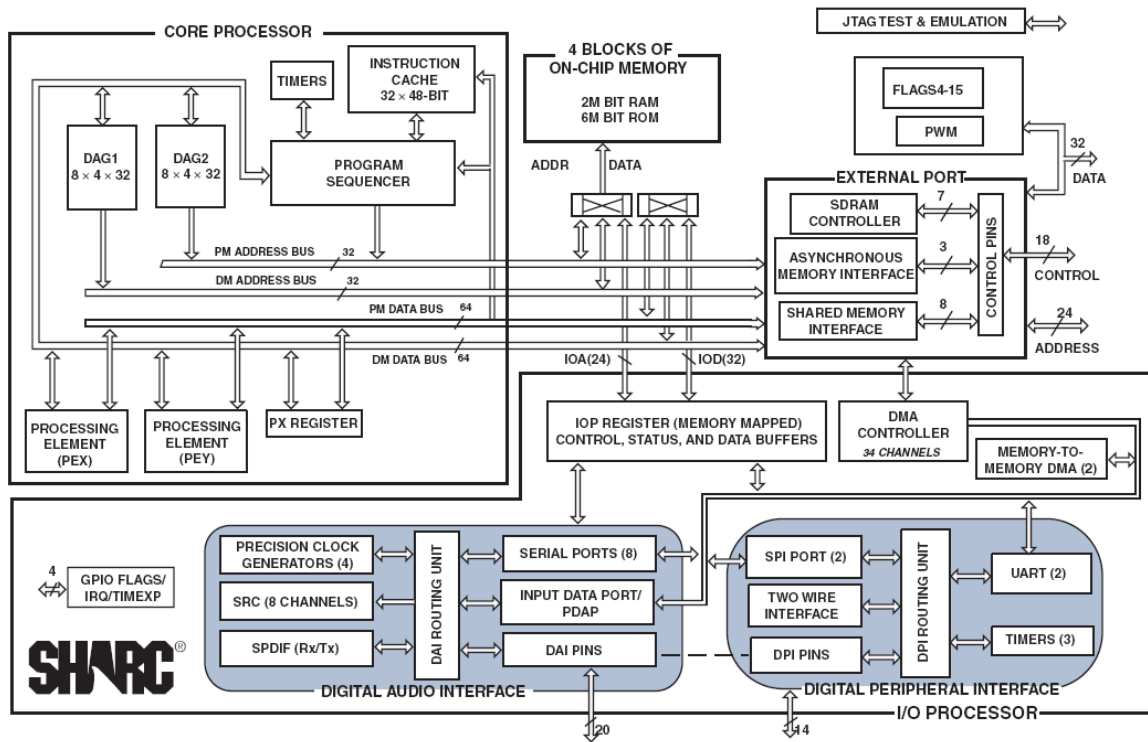 CORE PROCESSOR
TIMERS
INSTRUCTION
CACHE
32 × 48-BIT
DAG1
8 × 4 × 32
DAG2
8 × 4 × 32
PROGRAM
SEQUENCER
PM ADDRESS BUS
32
DM ADDRESS BUS
32
PM DATA BUS
64
DM DATA BUS
64
PROCESSING
ELEMENT
(PEX)
PROCESSING
ELEMENT
(PEY)
PX REGISTER
4 BLOCKS OF
ON-CHIP MEMORY
2M BIT RAM
6M BIT ROM
ADDR
DATA
JTAG TEST & EMULATION
FLAGS4-15
PWM
32
DATA
EXTERNAL PORT
SDRAM
CONTROLLER
7
ASYNCHRONOUS
MEMORY INTERFACE
3
SHARED MEMORY
INTERFACE
8
CONTROL PINS
18
CONTROL
24
ADDRESS
IOA(24)
IOD(32)
IOP REGISTER (MEMORY MAPPED)
CONTROL, STATUS, AND DATA BUFFERS
DMA
CONTROLLER
34 CHANNELS
MEMORY-TO-
MEMORY DMA (2)
4
GPIO FLAGS/
IRQ/TIMEXP
PRECISION CLOCK
GENERATORS (4)
SRC (8 CHANNELS)
SPDIF (Rx/Tx)
DAI ROUTING UNIT
SERIAL PORTS (8)
INPUT DATA PORT/
PDAP
DAI PINS
DIGITAL AUDIO INTERFACE
20
SPI PORT (2)
TWO WIRE
INTERFACE
DPI PINS
DPI ROUTING UNIT
UART (2)
TIMERS (3)
DIGITAL PERIPHERAL INTERFACE
14
I/O PROCESSOR
SHARC®